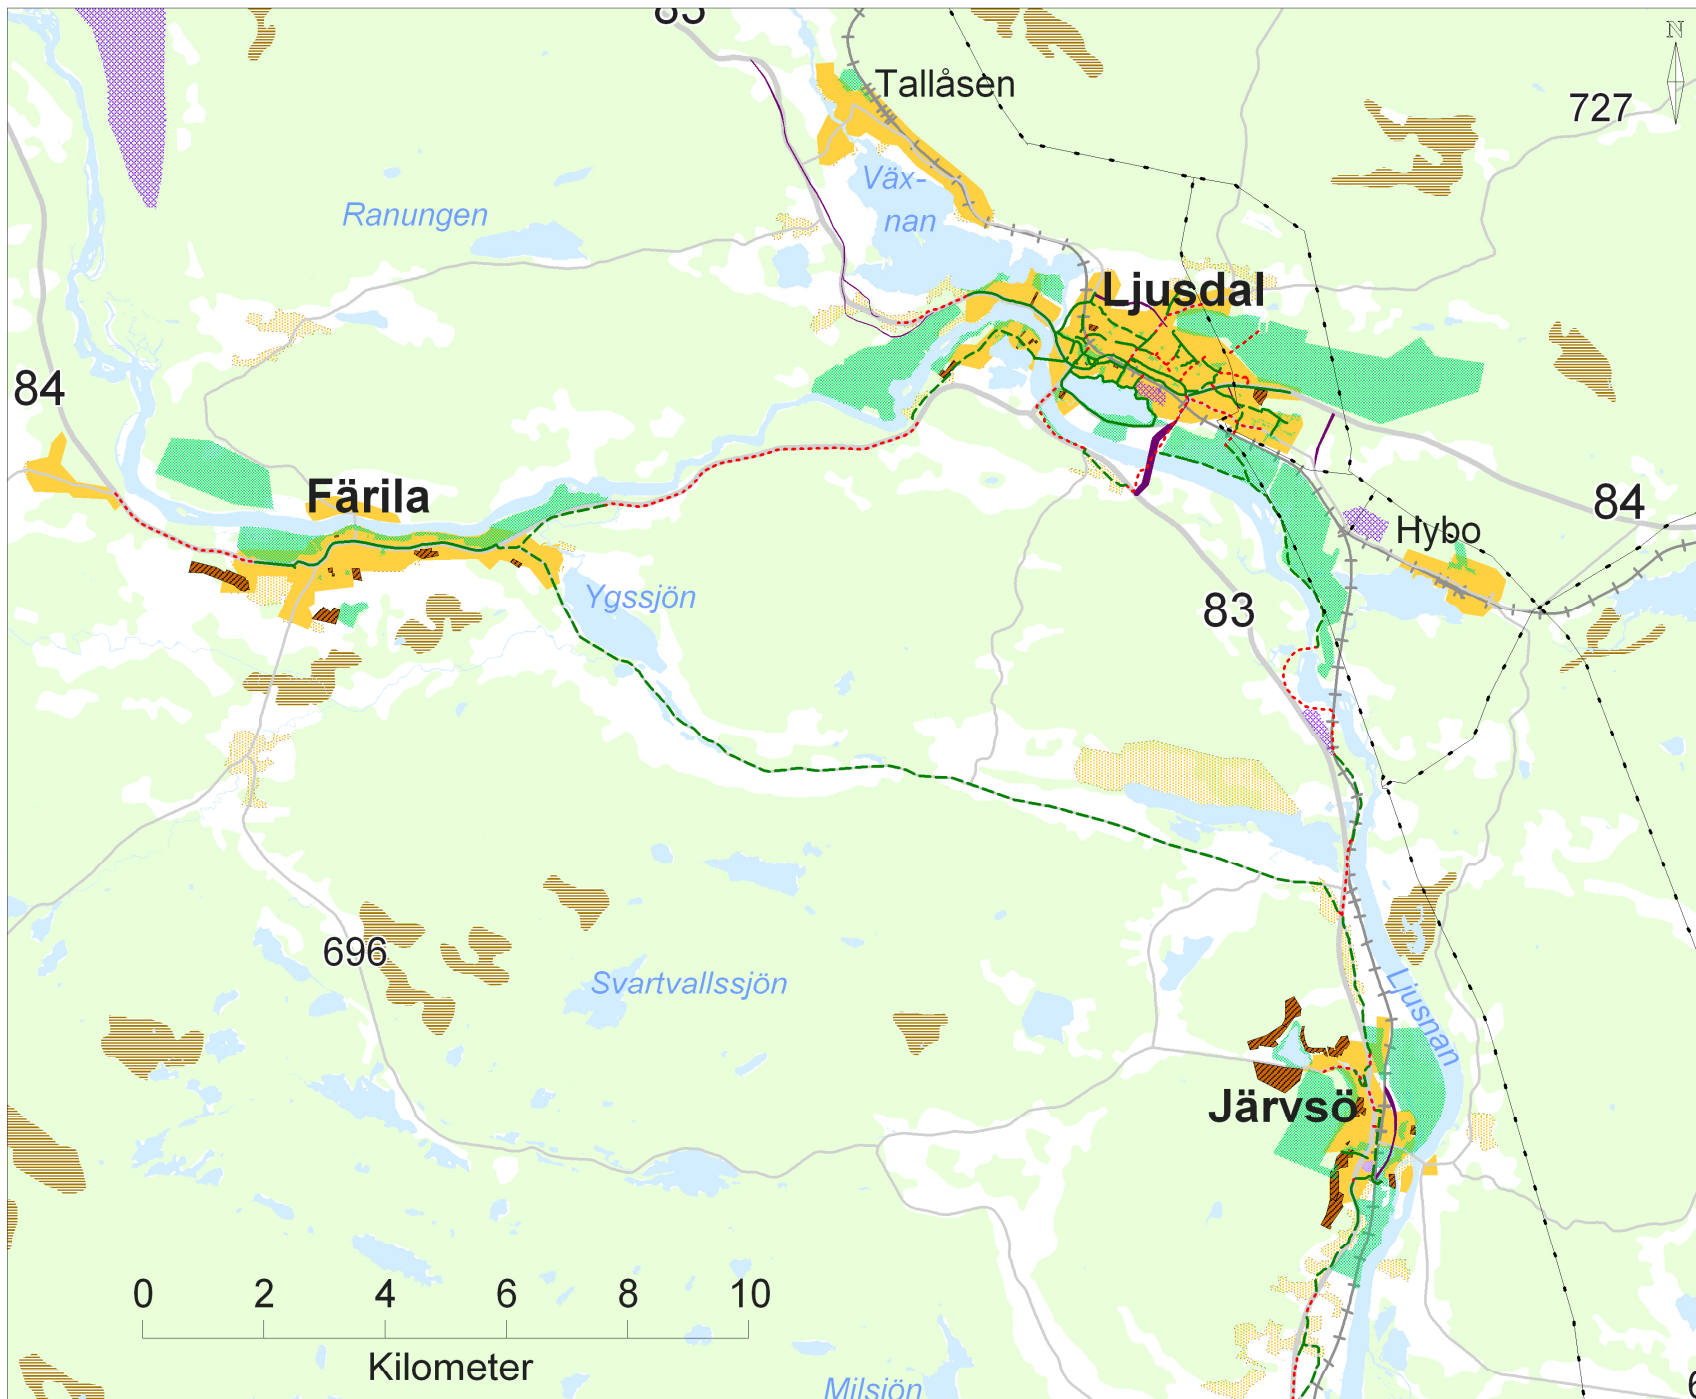 83
N
Tallåsen
727
Väx-
nan
Ranungen
Ljusdal
84
Färila
84
Hybo
Ygssjön
83
696
Svartvallssjön
Ljusnan
Järvsö
0 2 4 6 8 10
Kilometer
Milsjön